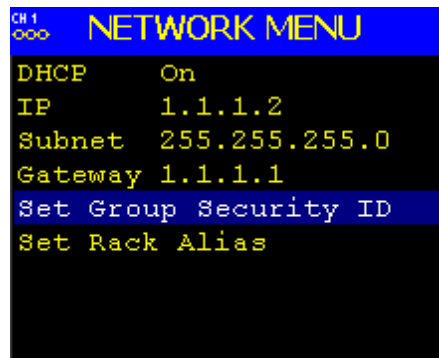 CH 1
NETWORK MENU
DHCP On
IP 1.1.1.2
Subnet 255.255.255.0
Gateway 1.1.1.1
Set Group Security ID
Set Rack Alias